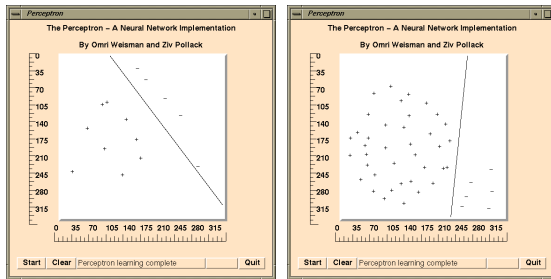 Perceptron
The Perceptron – A Neural Network Implementation
By Omri Weisman and Ziv Pollack
0
35
70
105
140
175
210
245
280
315
0 35 70 105 140 175 210 245 280 315
Start Clear Perceptron learning complete Quit
Perceptron
The Perceptron – A Neural Network Implementation
By Omri Weisman and Ziv Pollack
0
35
70
105
140
175
210
245
280
315
0 35 70 105 140 175 210 245 280 315
Start Clear Perceptron learning complete Quit